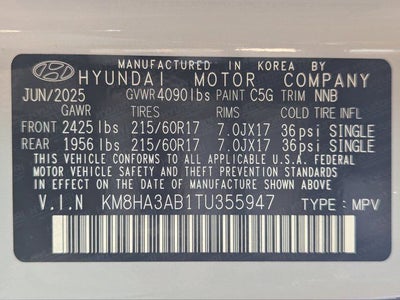 MANUFACTURED IN KOREA BY
HYUNDAI MOTOR COMPANY
JUN/2025 GVWR 4090lbs PAINT C5G TRIM NNB
GAWR TIRES RIMS COLD TIRE INFL
FRONT 2425 lbs 215/60R17 7.0JX17 36psi SINGLE
REAR 1956 lbs 215/60R17 7.0JX17 36psi SINGLE
THIS VEHICLE CONFORMS TO ALL APPLICABLE U.S.A. FEDERAL
MOTOR VEHICLE SAFETY AND THEFT PREVENTION STANDARDS
IN EFFECT ON THE DATE OF MANUFACTURE SHOWN ABOVE.
V.I.N KM8HA3AB1TU355947 TYPE: MPV